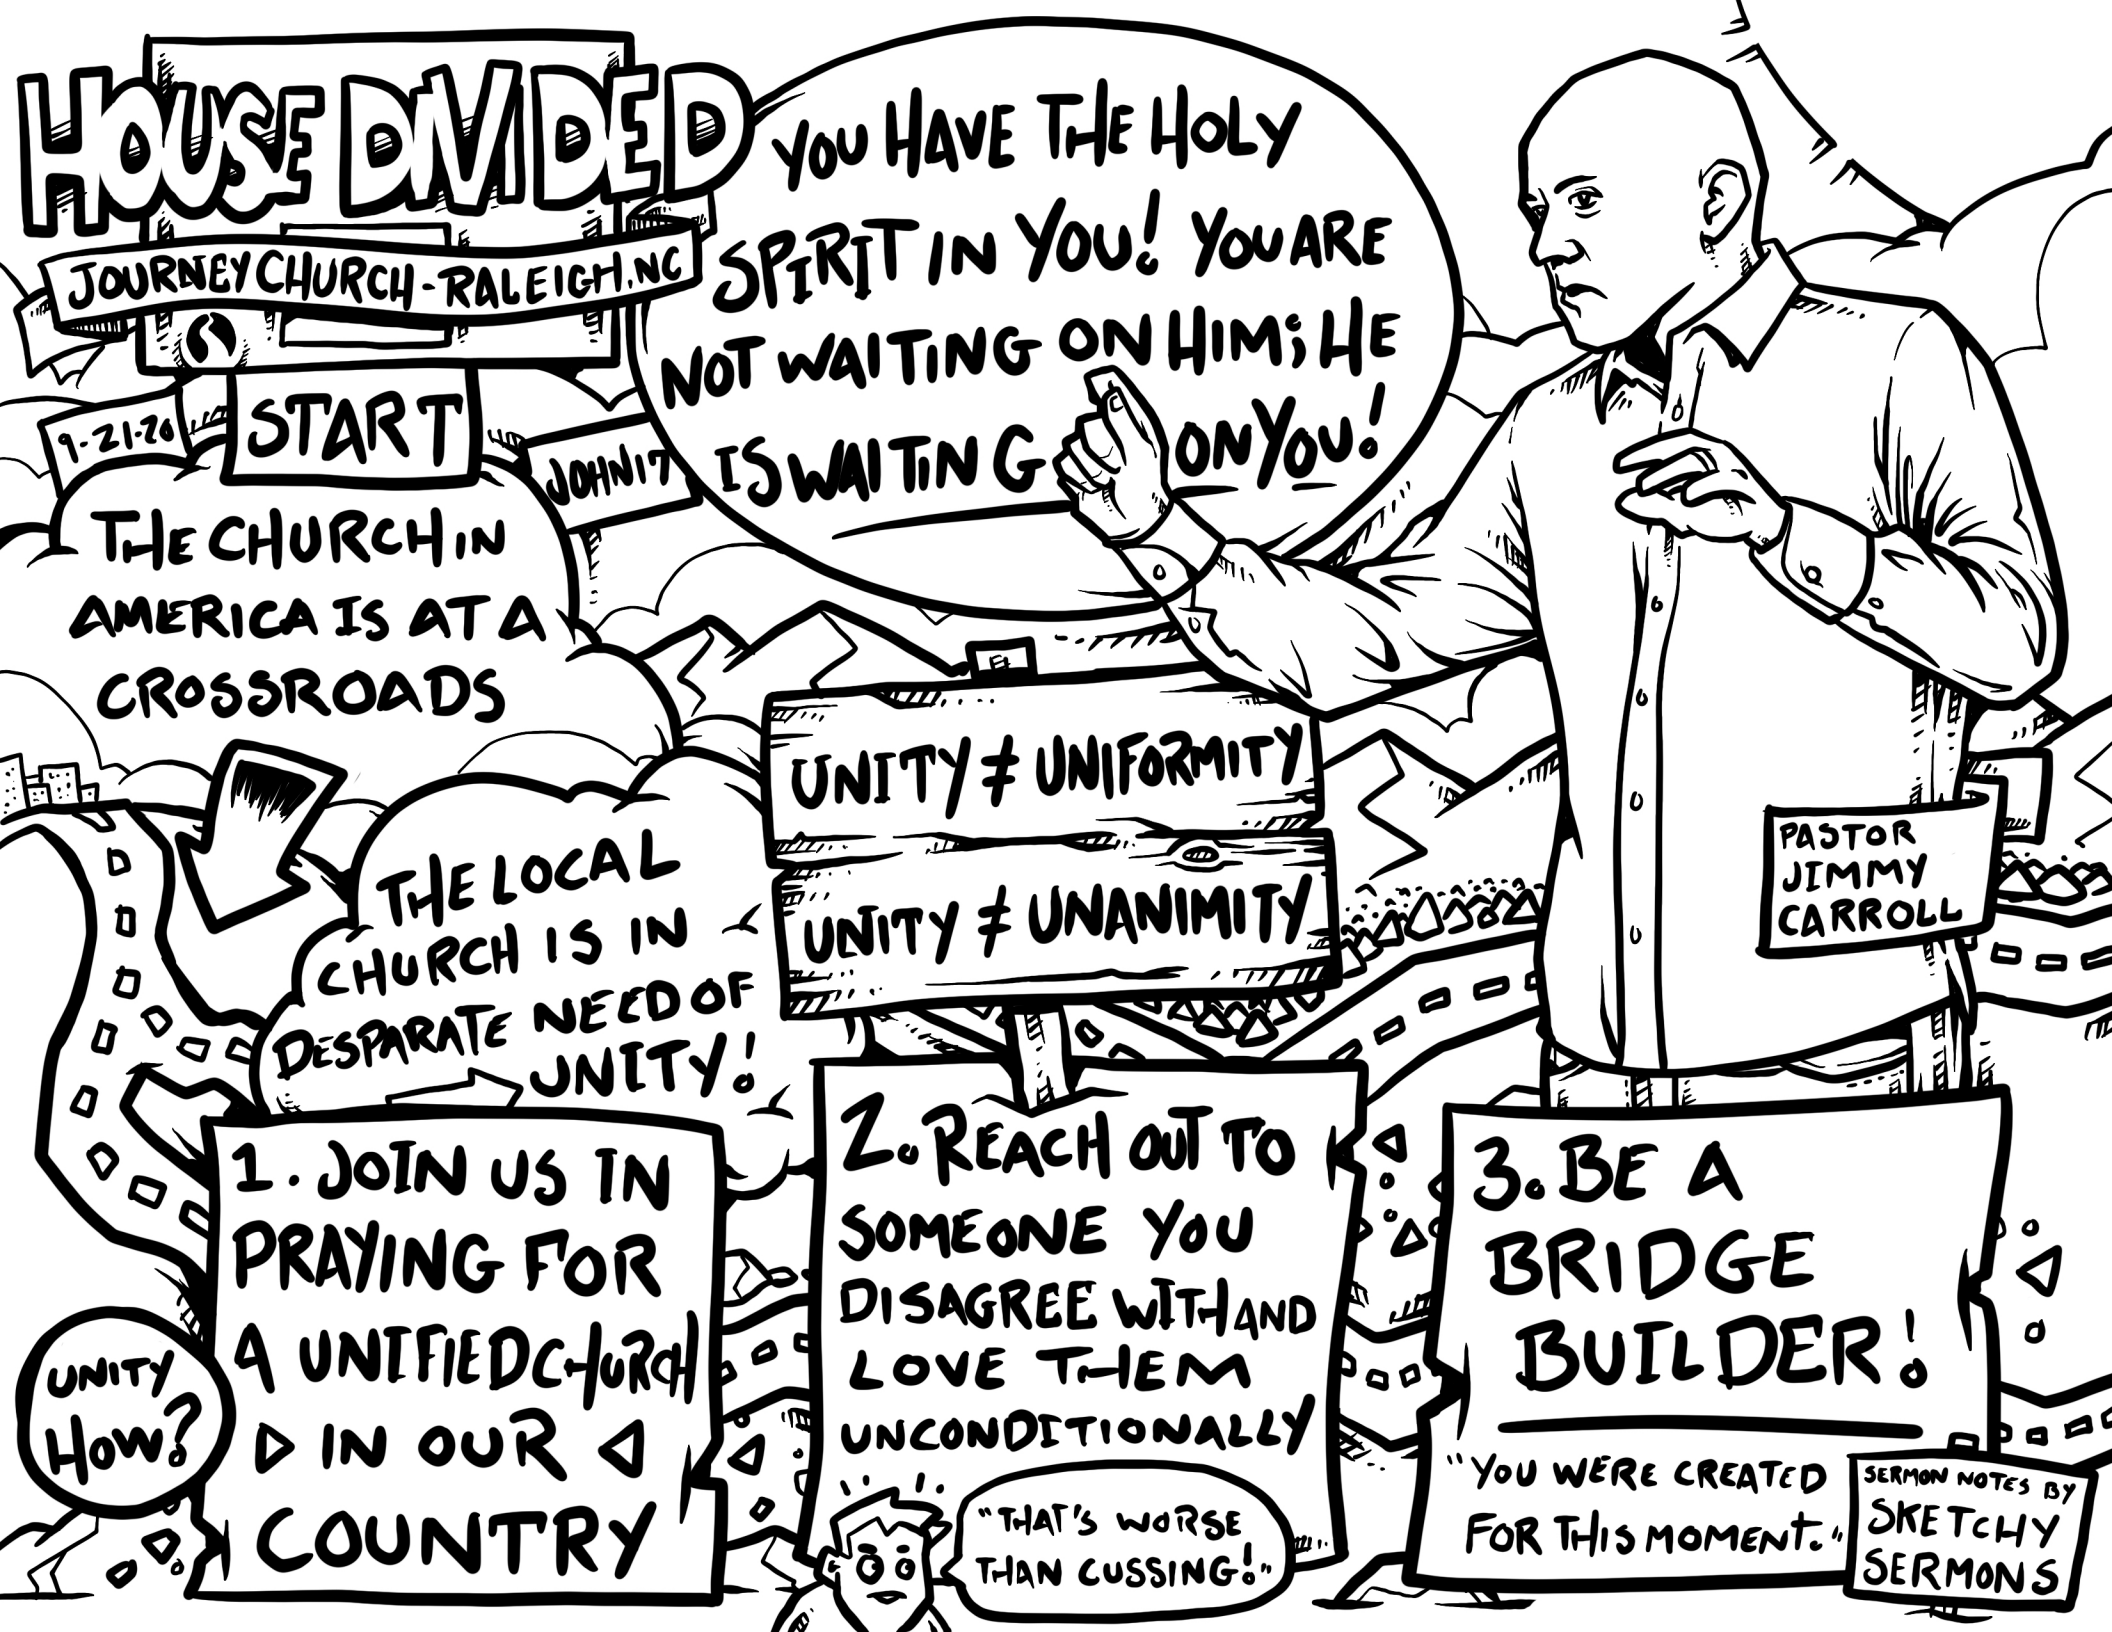 HOUSE DIVIDED
JOURNEY CHURCH - RALEIGH, NC
9-21-20
START
JOHN 17
YOU HAVE THE HOLY
SPIRIT IN YOU! YOU ARE
NOT WAITING ON HIM; HE
IS WAITING ON YOU!
THE CHURCH IN
AMERICA IS AT A
CROSSROADS
THE LOCAL
CHURCH IS IN
DESPARATE NEED OF
UNITY!
UNITY ≠ UNIFORMITY
UNITY ≠ UNANIMITY
PASTOR
JIMMY
CARROLL
UNITY
HOW?
1. JOIN US IN
PRAYING FOR
A UNIFIED CHURCH
IN OUR
COUNTRY
2. REACH OUT TO
SOMEONE YOU
DISAGREE WITH AND
LOVE THEM
UNCONDITIONALLY
"THAT'S WORSE
THAN CUSSING!"
3. BE A
BRIDGE
BUILDER!
"YOU WERE CREATED
FOR THIS MOMENT."
SERMON NOTES BY
SKETCHY
SERMONS